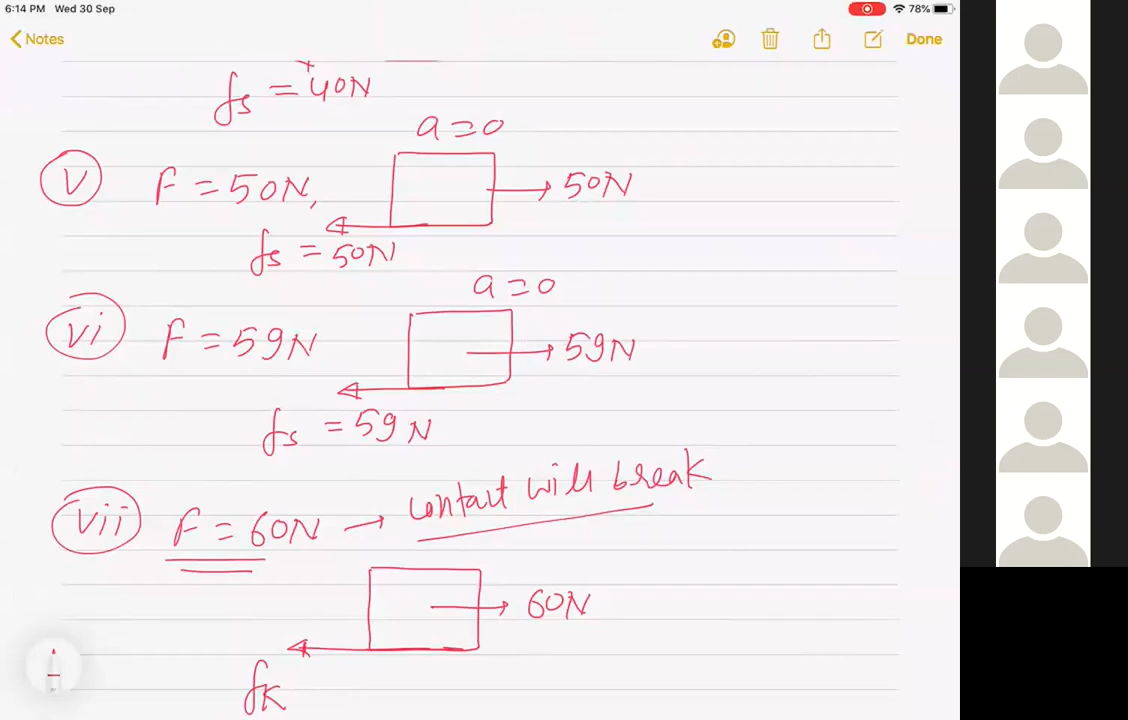 6:14 PM Wed 30 Sep
78%
Notes
Done
fs = 40N
a = 0
v F = 50N, 50N
fs = 50N
a = 0
vi F = 59N 59N
fs = 59N
vii F = 60N → contact will break
60N
fK